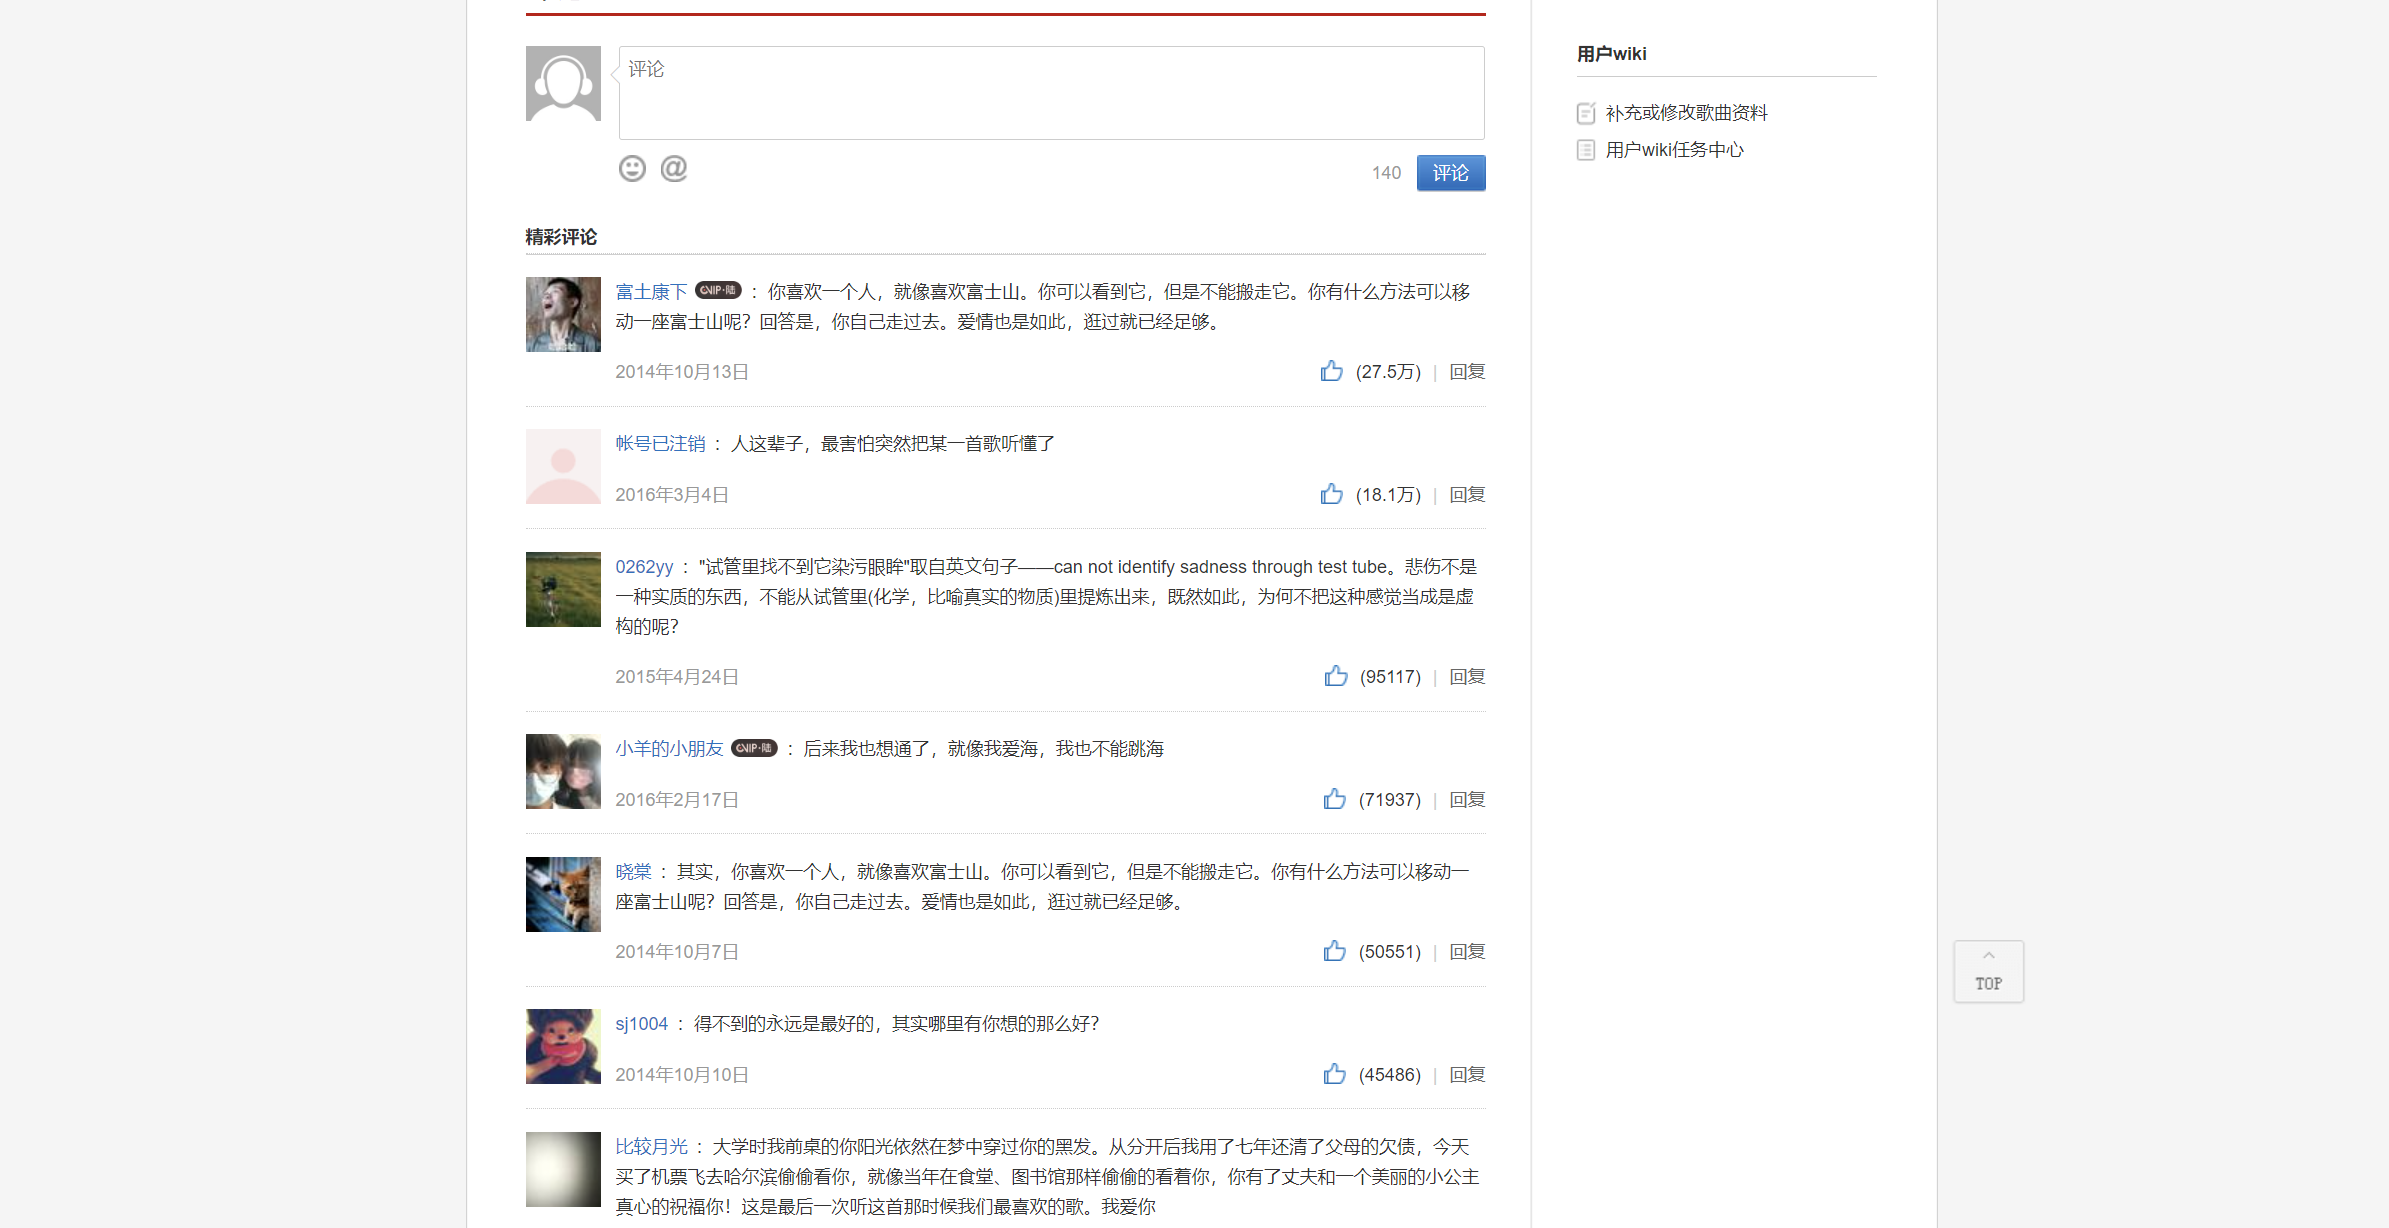 评论
140
评论
精彩评论
富土康下 CVIP·陆 ：你喜欢一个人，就像喜欢富士山。你可以看到它，但是不能搬走它。你有什么方法可以移
动一座富士山呢？回答是，你自己走过去。爱情也是如此，逛过就已经足够。
2014年10月13日
(27.5万) | 回复
帐号已注销 ：人这辈子，最害怕突然把某一首歌听懂了
2016年3月4日
(18.1万) | 回复
0262yy ："试管里找不到它染污眼眸"取自英文句子——can not identify sadness through test tube。悲伤不是
一种实质的东西，不能从试管里(化学，比喻真实的物质)里提炼出来，既然如此，为何不把这种感觉当成是虚
构的呢？
2015年4月24日
(95117) | 回复
小羊的小朋友 CVIP·陆 ：后来我也想通了，就像我爱海，我也不能跳海
2016年2月17日
(71937) | 回复
晓棠 ：其实，你喜欢一个人，就像喜欢富士山。你可以看到它，但是不能搬走它。你有什么方法可以移动一
座富士山呢？回答是，你自己走过去。爱情也是如此，逛过就已经足够。
2014年10月7日
(50551) | 回复
sj1004 ：得不到的永远是最好的，其实哪里有你想的那么好？
2014年10月10日
(45486) | 回复
比较月光 ：大学时我前桌的你阳光依然在梦中穿过你的黑发。从分开后我用了七年还清了父母的欠债，今天
买了机票飞去哈尔滨偷偷看你，就像当年在食堂、图书馆那样偷偷的看着你，你有了丈夫和一个美丽的小公主
真心的祝福你！这是最后一次听这首那时候我们最喜欢的歌。我爱你
用户wiki
补充或修改歌曲资料
用户wiki任务中心
TOP